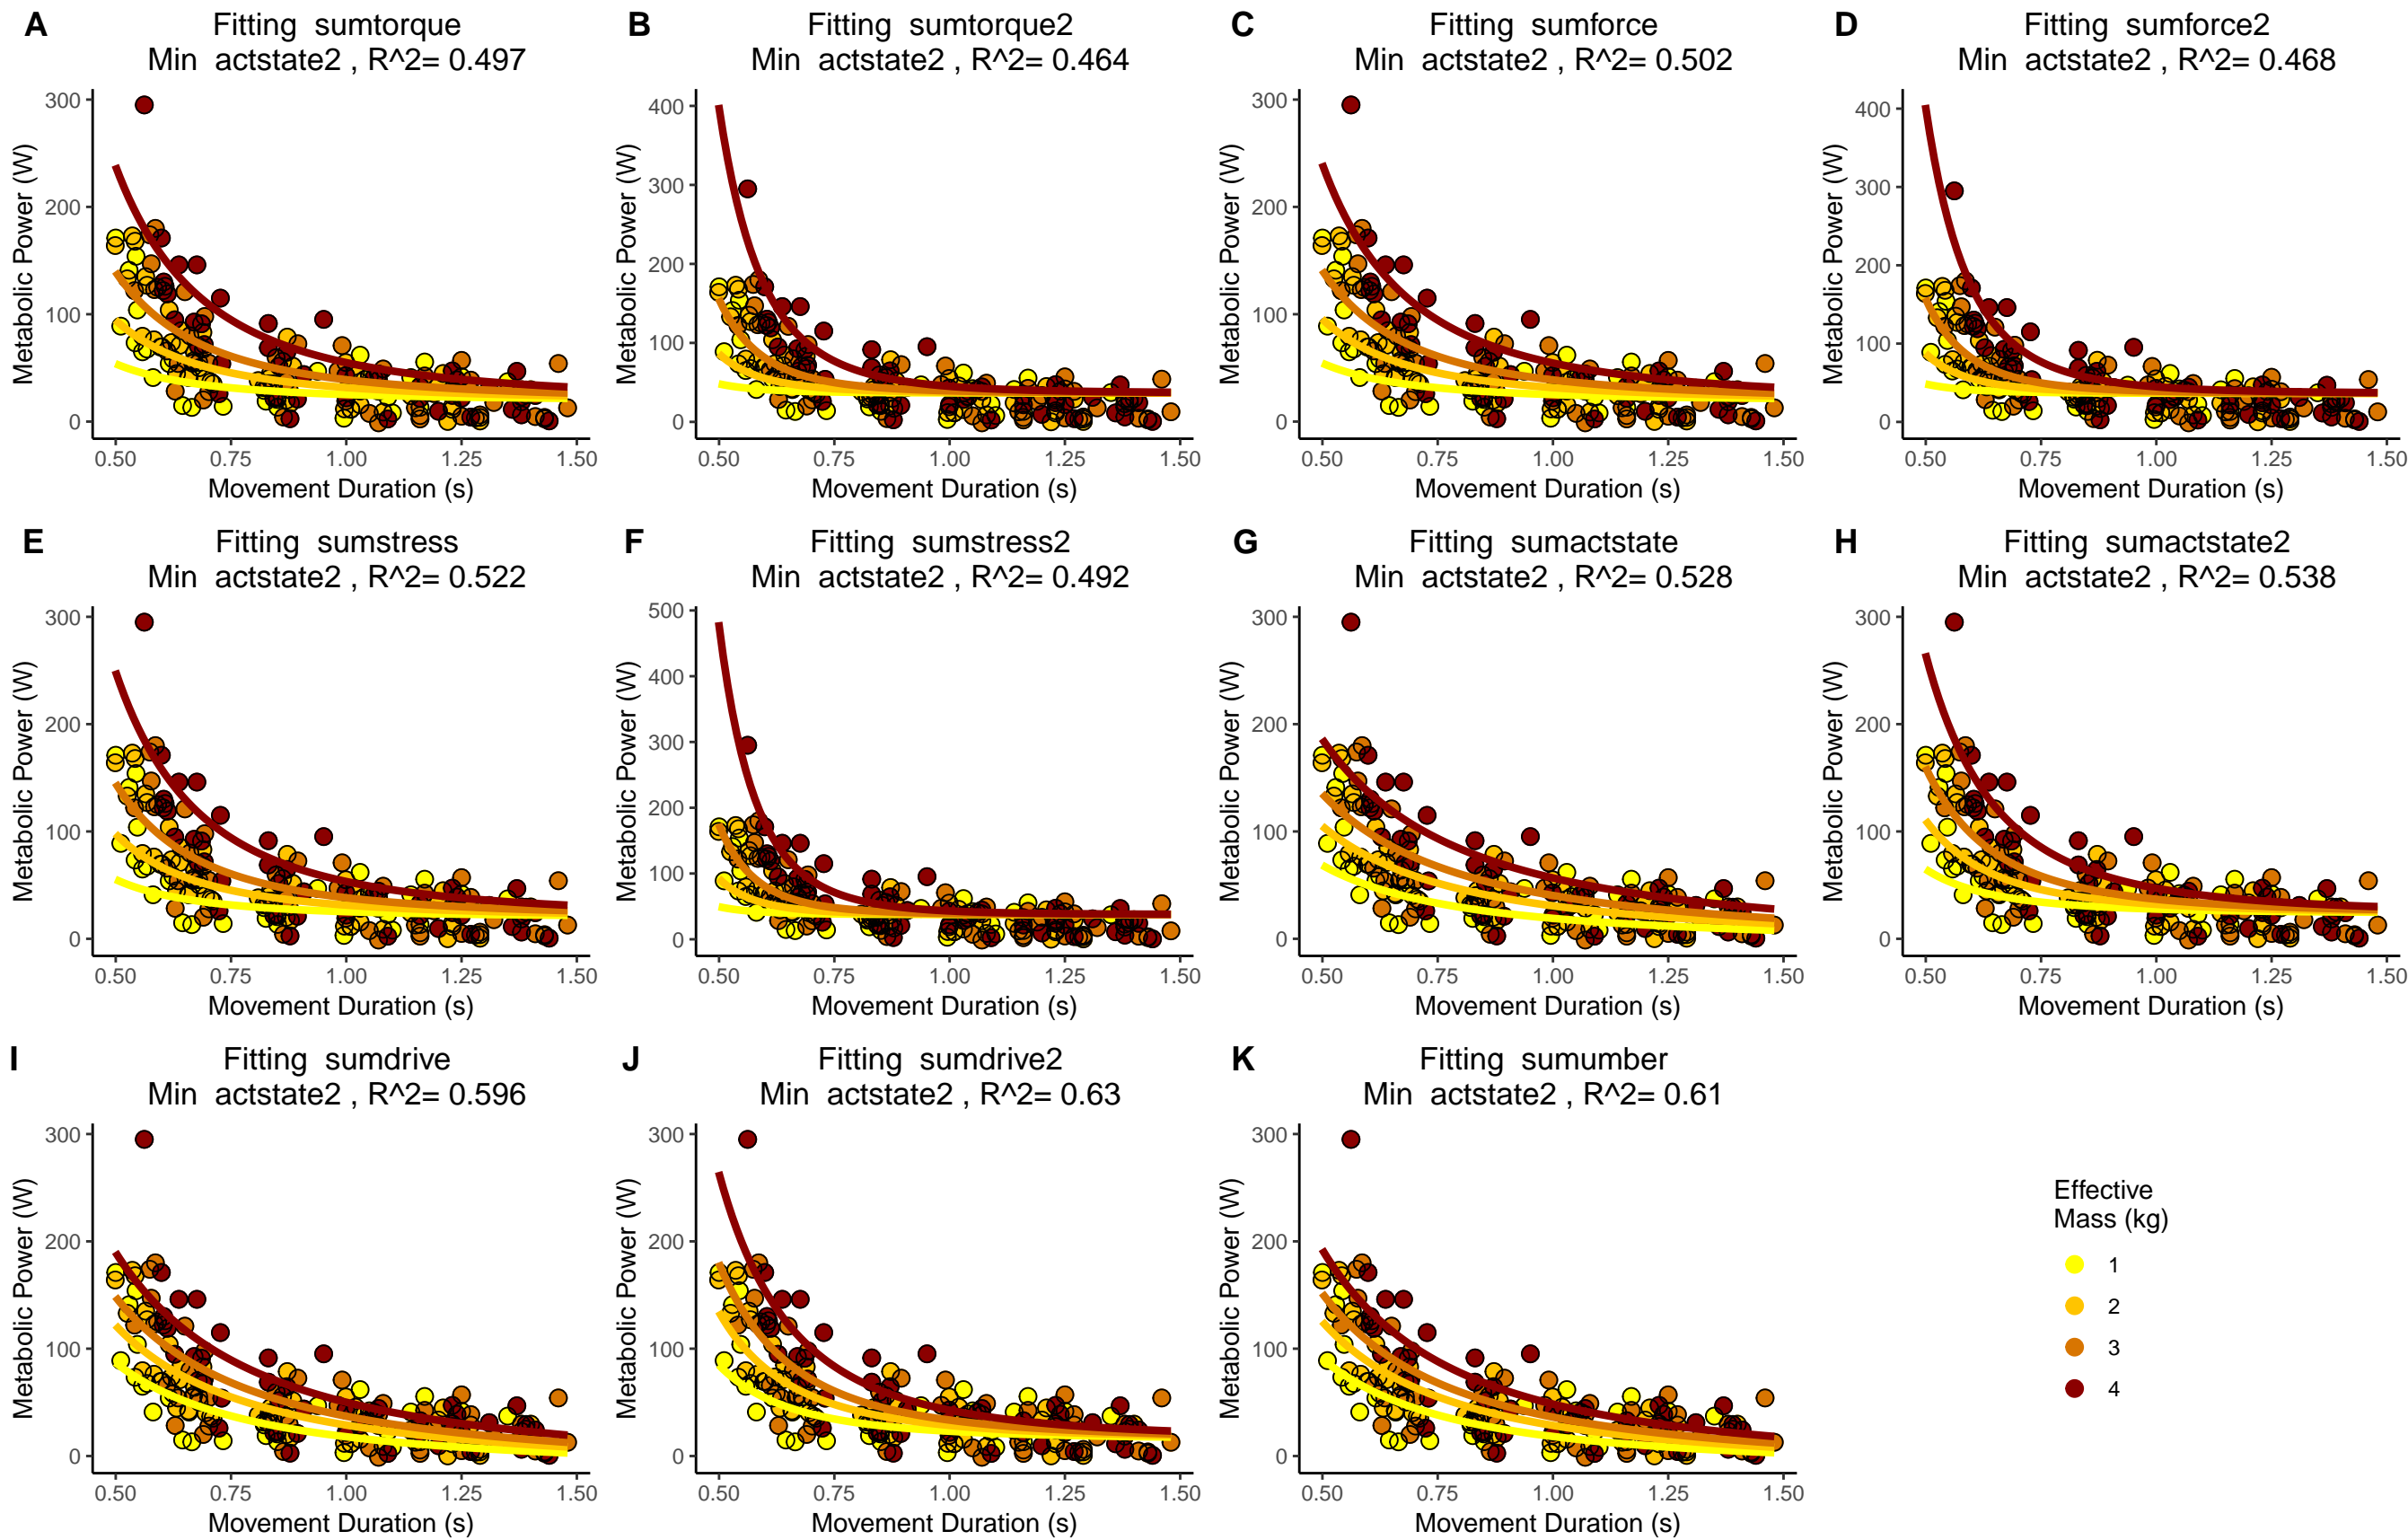 A
Fitting sumtorque
Min actstate2 , R^2= 0.497
Metabolic Power (W)
300
200
100
0
0.50 0.75 1.00 1.25 1.50
Movement Duration (s)
B
Fitting sumtorque2
Min actstate2 , R^2= 0.464
Metabolic Power (W)
400
300
200
100
0
0.50 0.75 1.00 1.25 1.50
Movement Duration (s)
C
Fitting sumforce
Min actstate2 , R^2= 0.502
Metabolic Power (W)
300
200
100
0
0.50 0.75 1.00 1.25 1.50
Movement Duration (s)
D
Fitting sumforce2
Min actstate2 , R^2= 0.468
Metabolic Power (W)
400
300
200
100
0
0.50 0.75 1.00 1.25 1.50
Movement Duration (s)
E
Fitting sumstress
Min actstate2 , R^2= 0.522
Metabolic Power (W)
300
200
100
0
0.50 0.75 1.00 1.25 1.50
Movement Duration (s)
F
Fitting sumstress2
Min actstate2 , R^2= 0.492
Metabolic Power (W)
500
400
300
200
100
0
0.50 0.75 1.00 1.25 1.50
Movement Duration (s)
G
Fitting sumactstate
Min actstate2 , R^2= 0.528
Metabolic Power (W)
300
200
100
0
0.50 0.75 1.00 1.25 1.50
Movement Duration (s)
H
Fitting sumactstate2
Min actstate2 , R^2= 0.538
Metabolic Power (W)
300
200
100
0
0.50 0.75 1.00 1.25 1.50
Movement Duration (s)
I
Fitting sumdrive
Min actstate2 , R^2= 0.596
Metabolic Power (W)
300
200
100
0
0.50 0.75 1.00 1.25 1.50
Movement Duration (s)
J
Fitting sumdrive2
Min actstate2 , R^2= 0.63
Metabolic Power (W)
300
200
100
0
0.50 0.75 1.00 1.25 1.50
Movement Duration (s)
K
Fitting sumumber
Min actstate2 , R^2= 0.61
Metabolic Power (W)
300
200
100
0
0.50 0.75 1.00 1.25 1.50
Movement Duration (s)
Effective
Mass (kg)
1
2
3
4